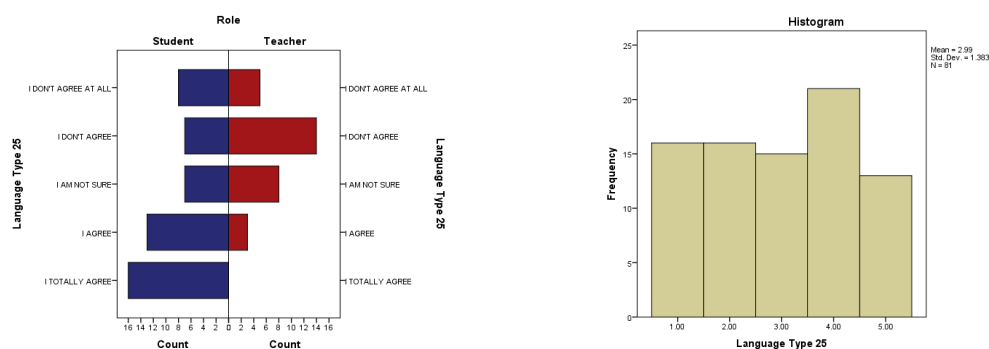 Role
Student Teacher
I DON'T AGREE AT ALL I DON'T AGREE AT ALL
I DON'T AGREE I DON'T AGREE
I AM NOT SURE I AM NOT SURE
I AGREE I AGREE
I TOTALLY AGREE I TOTALLY AGREE
Language Type 25
Language Type 25
16 14 12 10 8 6 4 2 0 2 4 6 8 10 12 14 16
Count Count
Histogram
Mean = 2.99
Std. Dev. = 1.383
N = 81
Frequency
25
20
15
10
5
0
1.00 2.00 3.00 4.00 5.00
Language Type 25